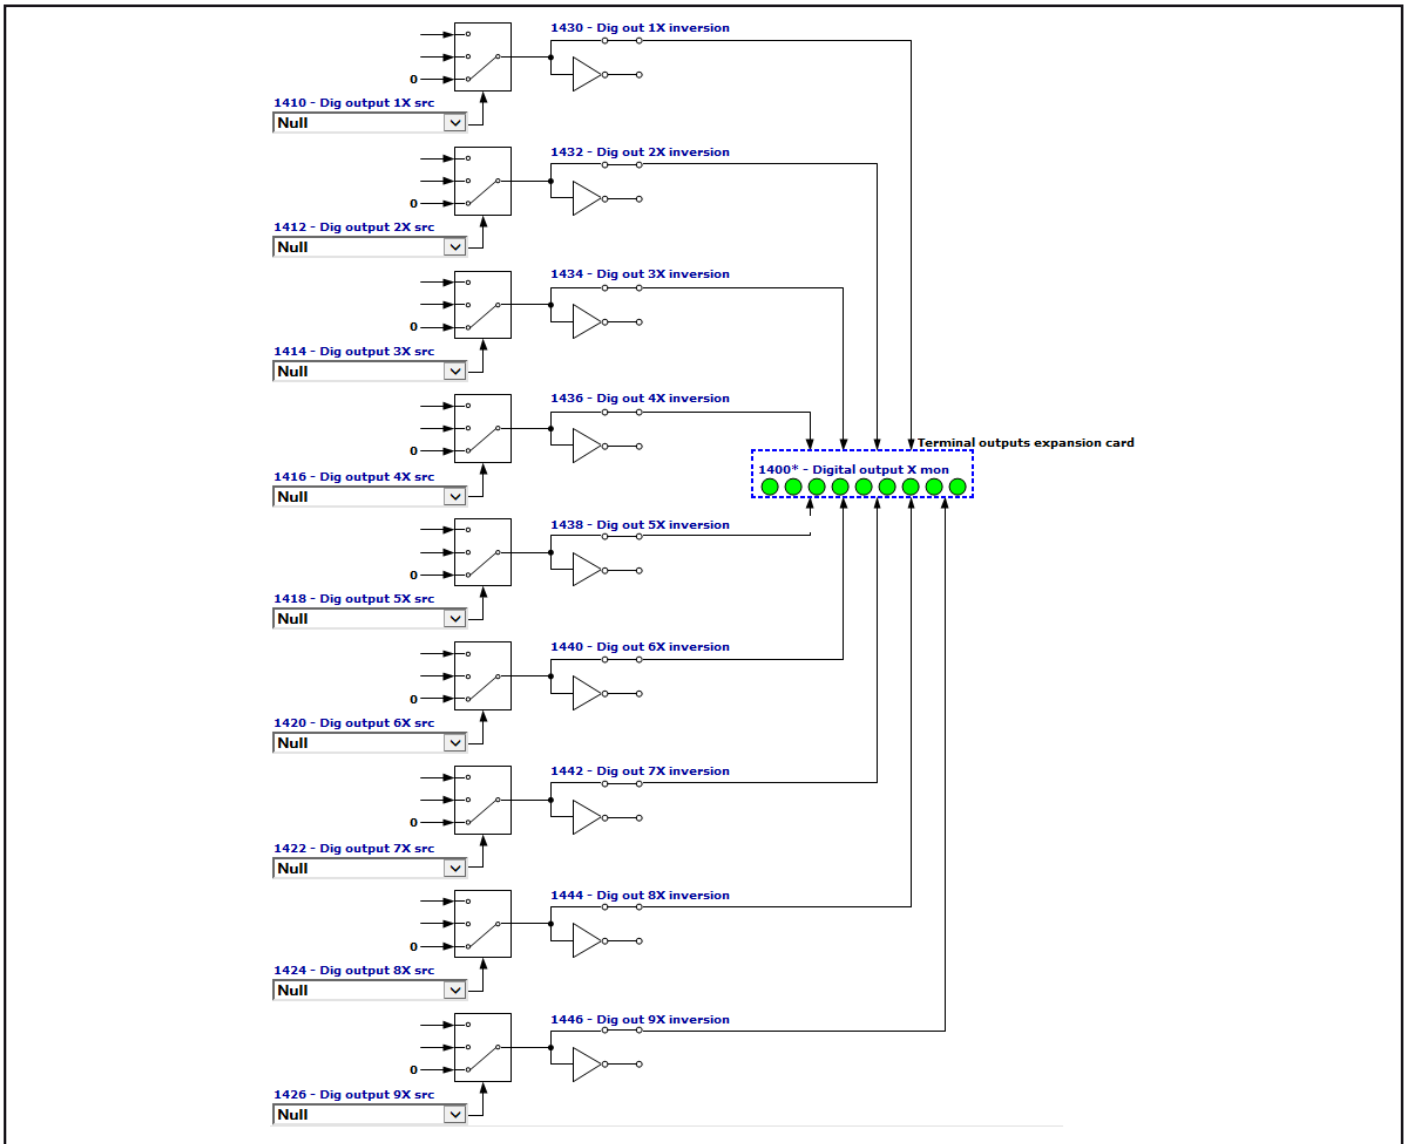 1430 - Dig out 1X inversion
0
1410 - Dig output 1X src
Null
1432 - Dig out 2X inversion
0
1412 - Dig output 2X src
Null
1434 - Dig out 3X inversion
0
1414 - Dig output 3X src
Null
1436 - Dig out 4X inversion
Terminal outputs expansion card
0
1400* - Digital output X mon
1416 - Dig output 4X src
Null
1438 - Dig out 5X inversion
0
1418 - Dig output 5X src
Null
1440 - Dig out 6X inversion
0
1420 - Dig output 6X src
Null
1442 - Dig out 7X inversion
0
1422 - Dig output 7X src
Null
1444 - Dig out 8X inversion
0
1424 - Dig output 8X src
Null
1446 - Dig out 9X inversion
0
1426 - Dig output 9X src
Null